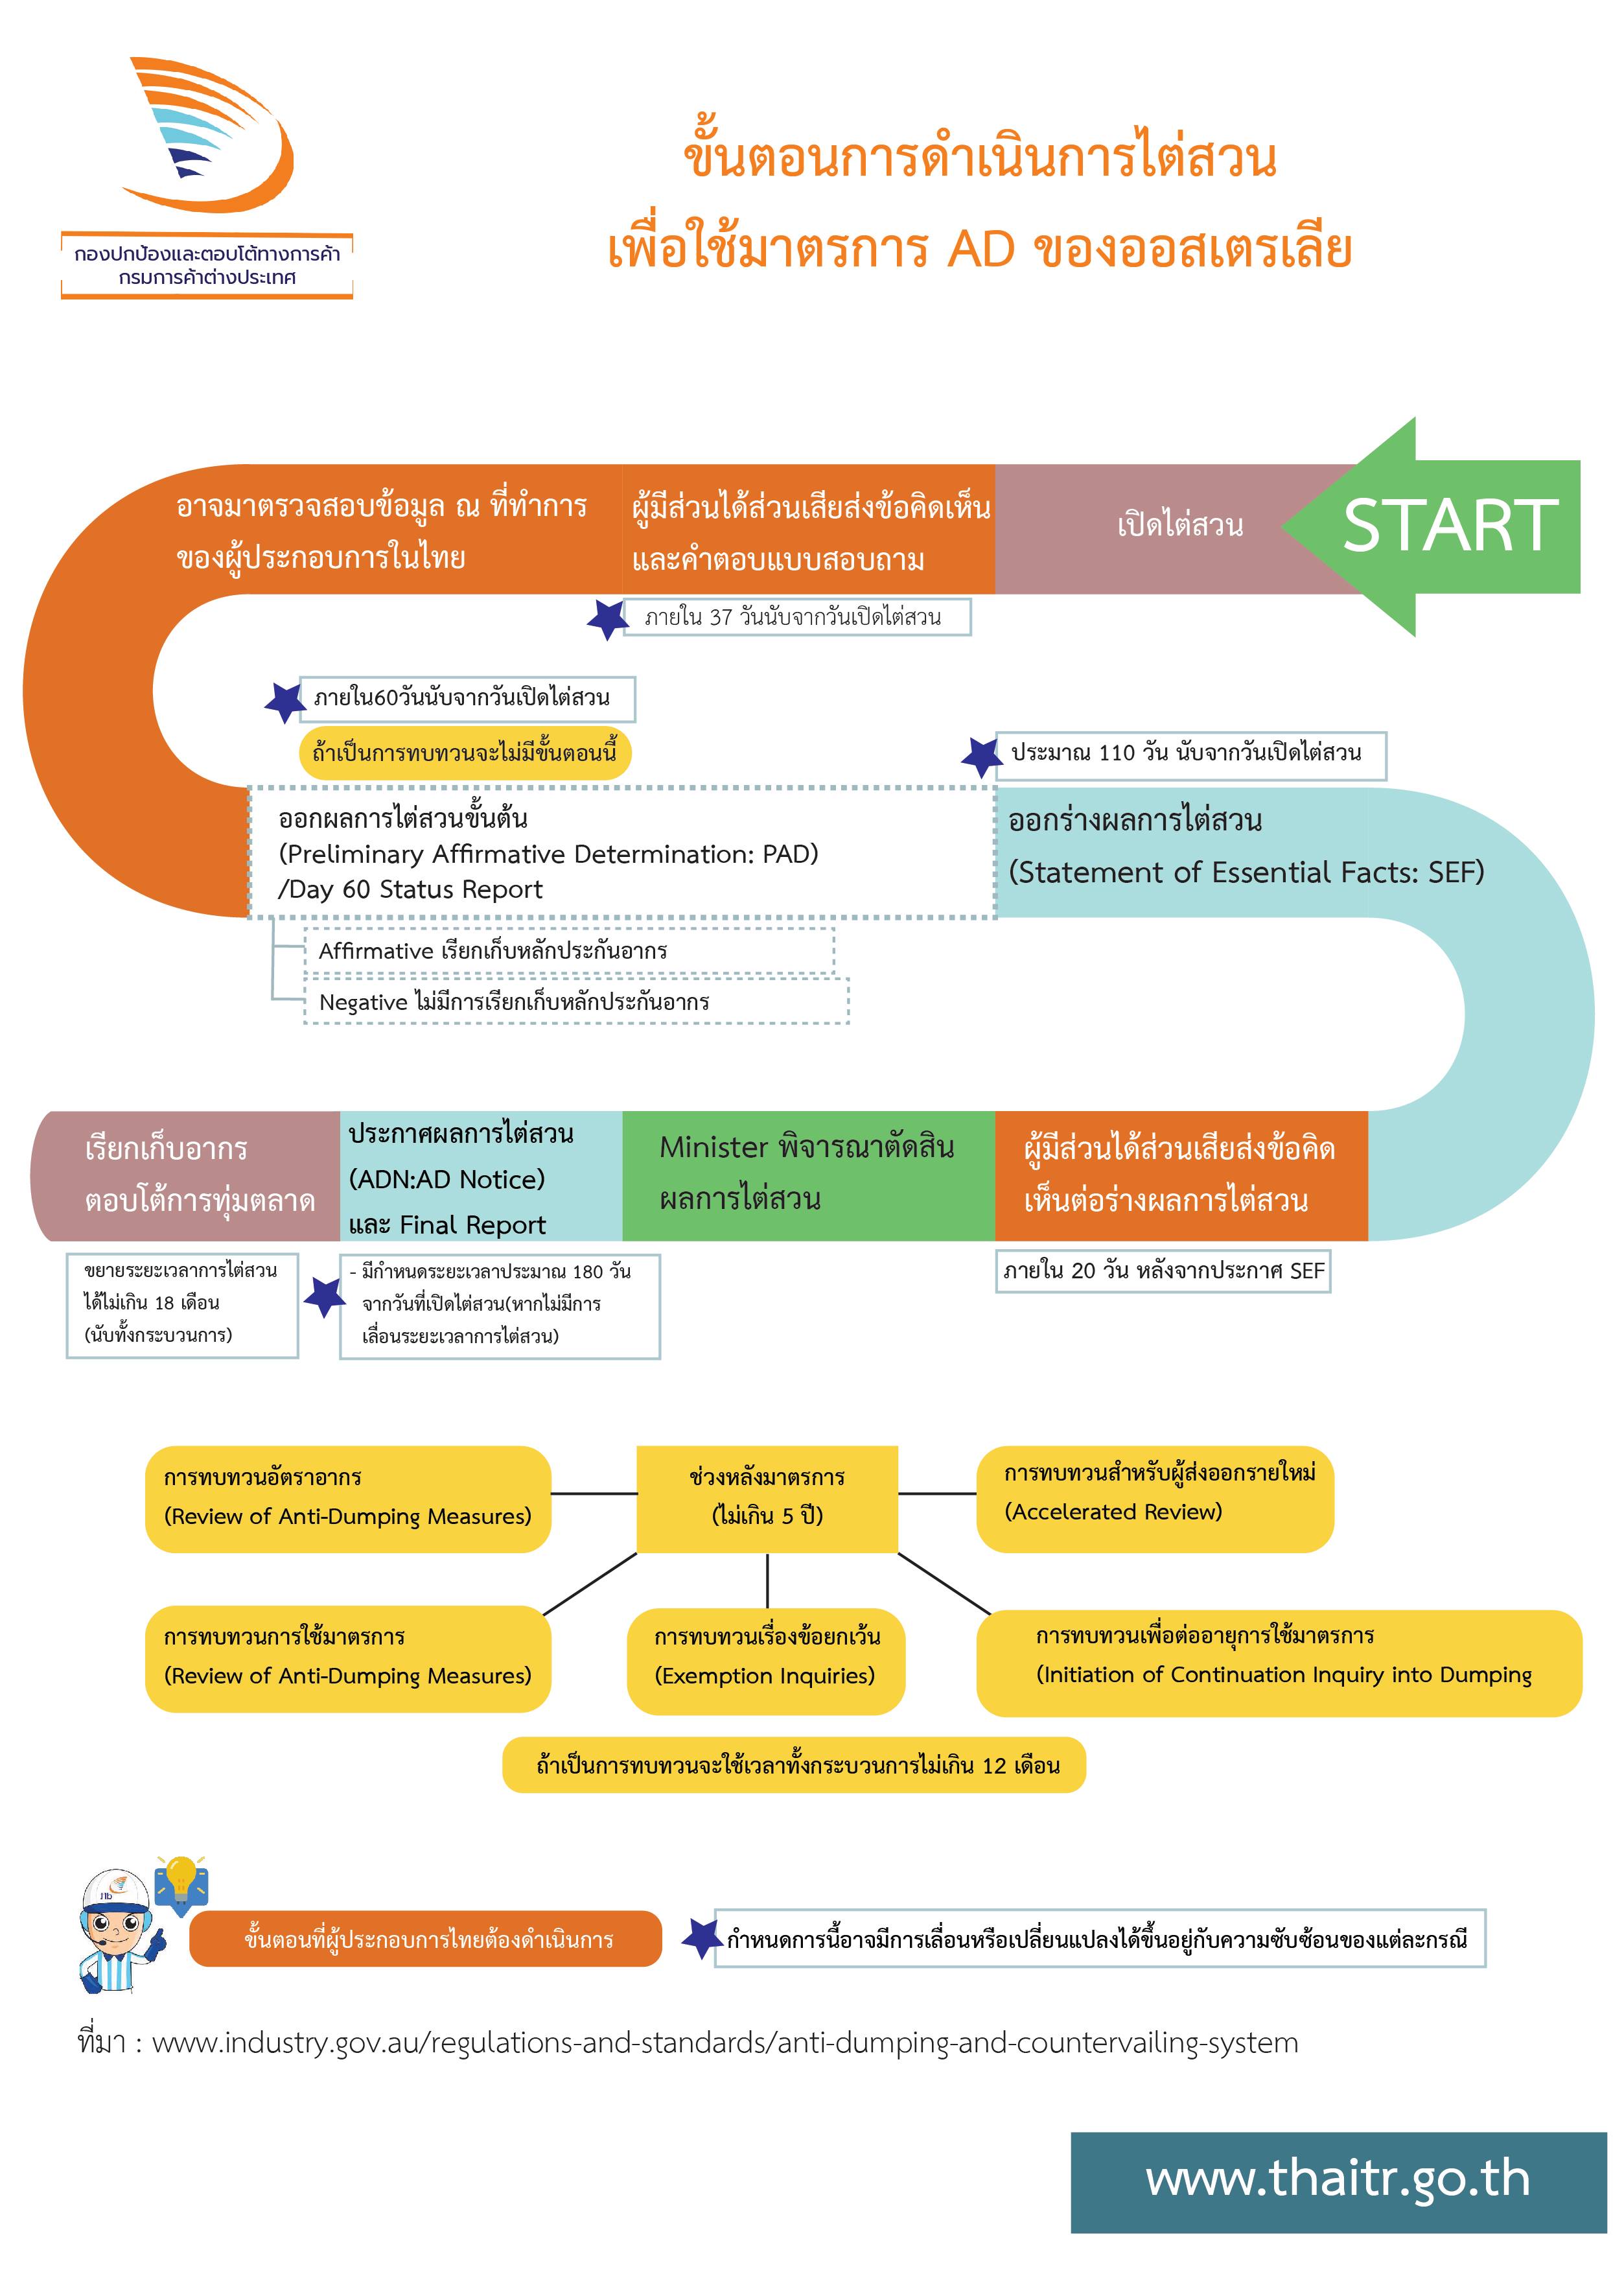 กองปกป้องและตอบโต้ทางการค้า
กรมการค้าต่างประเทศ
ขั้นตอนการดำเนินการไต่สวน
เพื่อใช้มาตรการ AD ของออสเตรเลีย
START
เปิดไต่สวน
ผู้มีส่วนได้ส่วนเสียส่งข้อคิดเห็น
และคำตอบแบบสอบถาม
ภายใน 37 วันนับจากวันเปิดไต่สวน
อาจมาตรวจสอบข้อมูล ณ ที่ทำการ
ของผู้ประกอบการในไทย
ภายใน60วันนับจากวันเปิดไต่สวน
ถ้าเป็นการทบทวนจะไม่มีขั้นตอนนี้
ออกผลการไต่สวนขั้นต้น
(Preliminary Affirmative Determination: PAD)
/Day 60 Status Report
Affirmative เรียกเก็บหลักประกันอากร
Negative ไม่มีการเรียกเก็บหลักประกันอากร
ประมาณ 110 วัน นับจากวันเปิดไต่สวน
ออกร่างผลการไต่สวน
(Statement of Essential Facts: SEF)
ผู้มีส่วนได้ส่วนเสียส่งข้อคิด
เห็นต่อร่างผลการไต่สวน
ภายใน 20 วัน หลังจากประกาศ SEF
Minister พิจารณาตัดสิน
ผลการไต่สวน
ประกาศผลการไต่สวน
(ADN:AD Notice)
และ Final Report
- มีกำหนดระยะเวลาประมาณ 180 วัน
จากวันที่เปิดไต่สวน(หากไม่มีการ
เลื่อนระยะเวลาการไต่สวน)
เรียกเก็บอากร
ตอบโต้การทุ่มตลาด
ขยายระยะเวลาการไต่สวน
ได้ไม่เกิน 18 เดือน
(นับทั้งกระบวนการ)
การทบทวนอัตราอากร
(Review of Anti-Dumping Measures)
ช่วงหลังมาตรการ
(ไม่เกิน 5 ปี)
การทบทวนสำหรับผู้ส่งออกรายใหม่
(Accelerated Review)
การทบทวนการใช้มาตรการ
(Review of Anti-Dumping Measures)
การทบทวนเรื่องข้อยกเว้น
(Exemption Inquiries)
การทบทวนเพื่อต่ออายุการใช้มาตรการ
(Initiation of Continuation Inquiry into Dumping
ถ้าเป็นการทบทวนจะใช้เวลาทั้งกระบวนการไม่เกิน 12 เดือน
ขั้นตอนที่ผู้ประกอบการไทยต้องดำเนินการ
กำหนดการนี้อาจมีการเลื่อนหรือเปลี่ยนแปลงได้ขึ้นอยู่กับความซับซ้อนของแต่ละกรณี
ที่มา : www.industry.gov.au/regulations-and-standards/anti-dumping-and-countervailing-system
www.thaitr.go.th